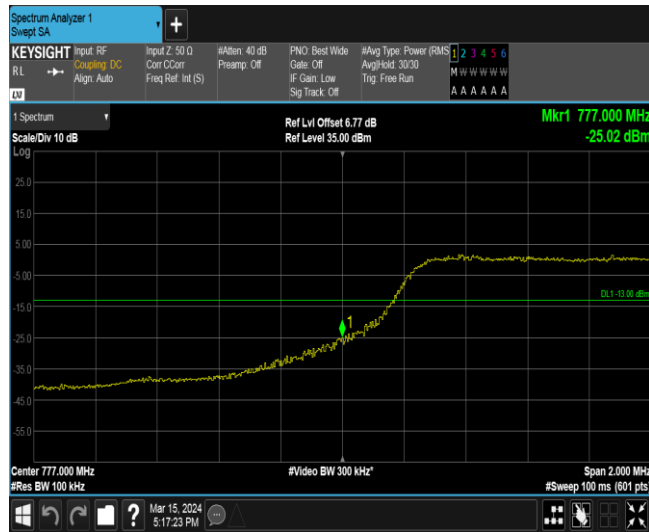 Spectrum Analyzer 1
Swept SA
KEYSIGHT
RL
LXI
Input: RF
Coupling: DC
Align: Auto
Input Z: 50 Ω
Corr CCorr
Freq Ref: Int (S)
#Atten: 40 dB
Preamp: Off
PNO: Best Wide
Gate: Off
IF Gain: Low
Sig Track: Off
#Avg Type: Power (RMS
Avg|Hold: 30/30
Trig: Free Run
1 2 3 4 5 6
M W W W W W
A A A A A A
1 Spectrum
Scale/Div 10 dB
Log
Ref Lvl Offset 6.77 dB
Ref Level 35.00 dBm
Mkr1 777.000 MHz
-25.02 dBm
25.0
15.0
5.00
-5.00
-15.0
-25.0
-35.0
-45.0
-55.0
DL1 -13.00 dBm
1
Center 777.000 MHz
#Res BW 100 kHz
#Video BW 300 kHz*
Span 2.000 MHz
#Sweep 100 ms (601 pts)
?
Mar 15, 2024
5:17:23 PM